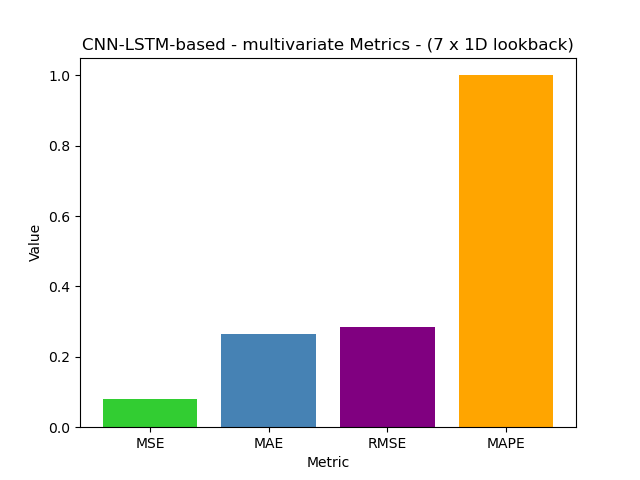 CNN-LSTM-based - multivariate Metrics - (7 x 1D lookback)
1.0
0.8
0.6
0.4
0.2
0.0
Value
MSE MAE RMSE MAPE
Metric